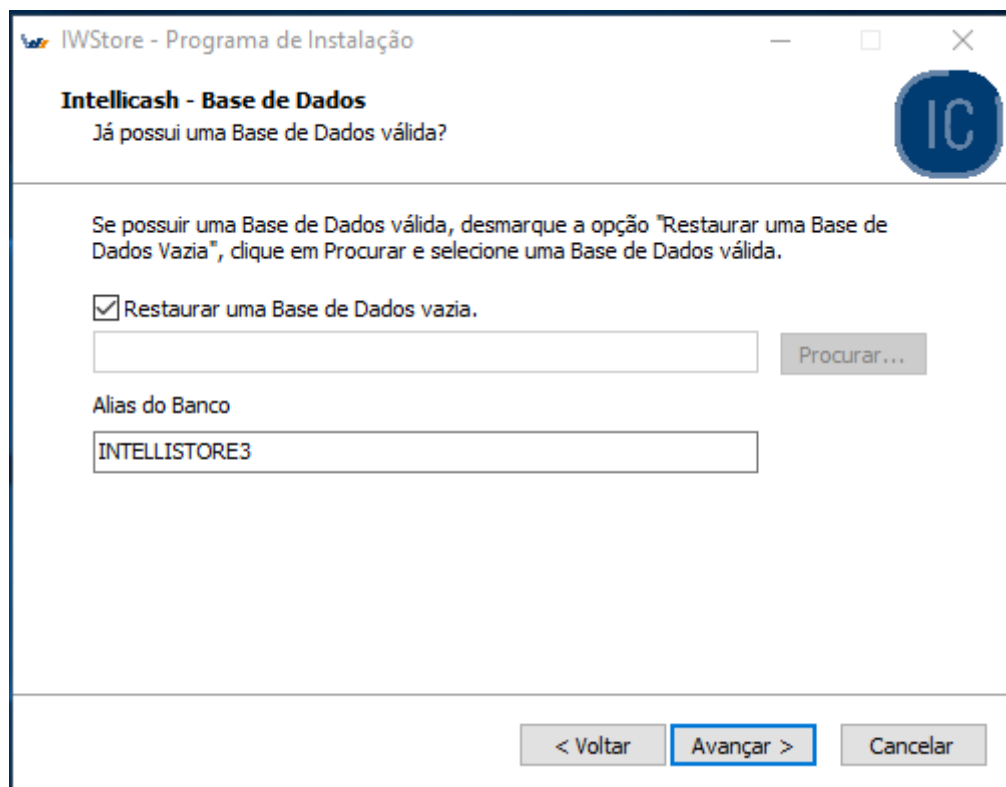 IWStore - Programa de Instalação
Intellicash - Base de Dados
Já possui uma Base de Dados válida?
IC
Se possuir uma Base de Dados válida, desmarque a opção "Restaurar uma Base de
Dados Vazia", clique em Procurar e selecione uma Base de Dados válida.
Restaurar uma Base de Dados vazia.
Procurar...
Alias do Banco
INTELLISTORE3
< Voltar
Avançar >
Cancelar